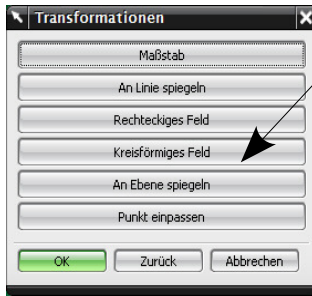 Transformationen
Maßstab
An Linie spiegeln
Rechteckiges Feld
Kreisförmiges Feld
An Ebene spiegeln
Punkt einpassen
OK Zurück Abbrechen